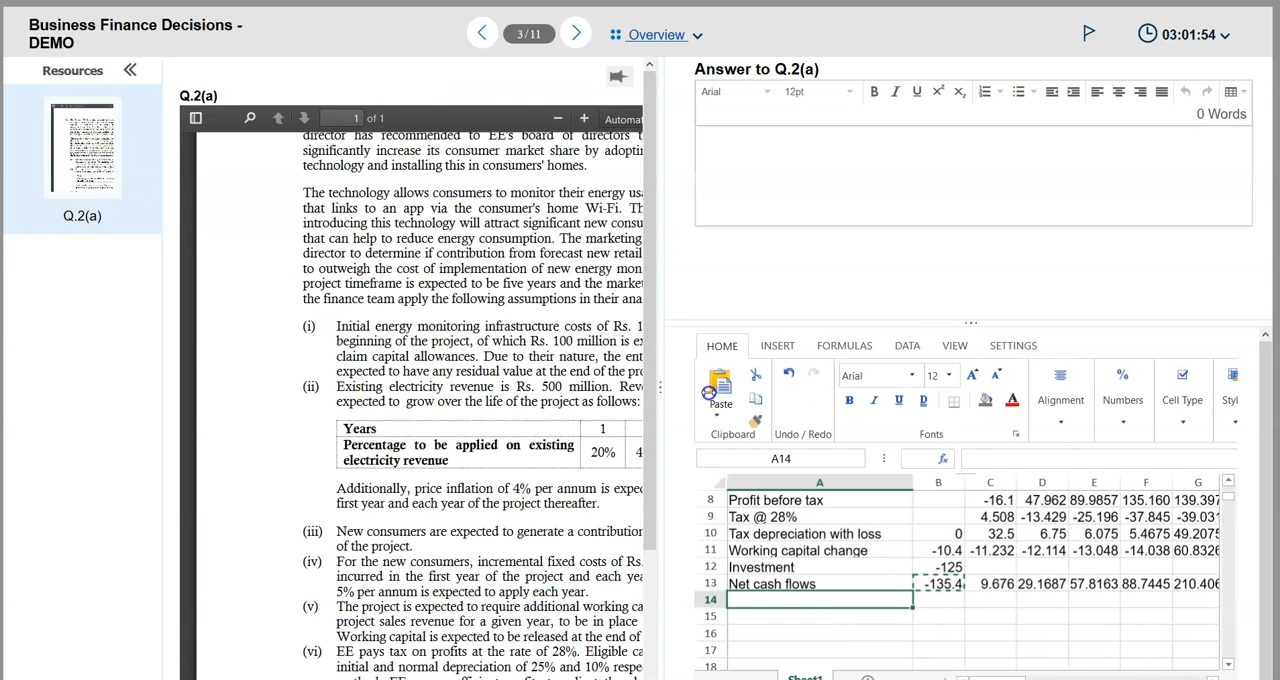 Business Finance Decisions -
DEMO
3/11
Overview
03:01:54
Resources
Q.2(a)
Q.2(a)
1 of 1
Automat
director has recommended to EE's board of directors t
significantly increase its consumer market share by adoptin
technology and installing this in consumers' homes.
The technology allows consumers to monitor their energy usa
that links to an app via the consumer's home Wi-Fi. Th
introducing this technology will attract significant new consu
that can help to reduce energy consumption. The marketing
director to determine if contribution from forecast new retail
to outweigh the cost of implementation of new energy mon
project timeframe is expected to be five years and the market
the finance team apply the following assumptions in their ana
(i) Initial energy monitoring infrastructure costs of Rs. 1
beginning of the project, of which Rs. 100 million is ex
claim capital allowances. Due to their nature, the ent
expected to have any residual value at the end of the pro
(ii) Existing electricity revenue is Rs. 500 million. Reve
expected to grow over the life of the project as follows:
Years 1
Percentage to be applied on existing
electricity revenue 20% 4
Additionally, price inflation of 4% per annum is expec
first year and each year of the project thereafter.
(iii) New consumers are expected to generate a contribution
of the project.
(iv) For the new consumers, incremental fixed costs of Rs.
incurred in the first year of the project and each yea
5% per annum is expected to apply each year.
(v) The project is expected to require additional working ca
project sales revenue for a given year, to be in place
Working capital is expected to be released at the end of
(vi) EE pays tax on profits at the rate of 28%. Eligible ca
initial and normal depreciation of 25% and 10% respe
Answer to Q.2(a)
Arial 12pt B I U X² X₂
0 Words
HOME INSERT FORMULAS DATA VIEW SETTINGS
Paste Arial 12 A A
B I U D A Alignment Numbers Cell Type Styl
Clipboard Undo / Redo Fonts
A14 fx
A B C D E F G
8 Profit before tax -16.1 47.962 89.9857 135.160 139.397
9 Tax @ 28% 4.508 -13.429 -25.196 -37.845 -39.031
10 Tax depreciation with loss 0 32.5 6.75 6.075 5.4675 49.2075
11 Working capital change -10.4 -11.232 -12.114 -13.048 -14.038 60.8326
12 Investment -125
13 Net cash flows -135.4 9.676 29.1687 57.8163 88.7445 210.406
14
15
16
17
18
Sheet1